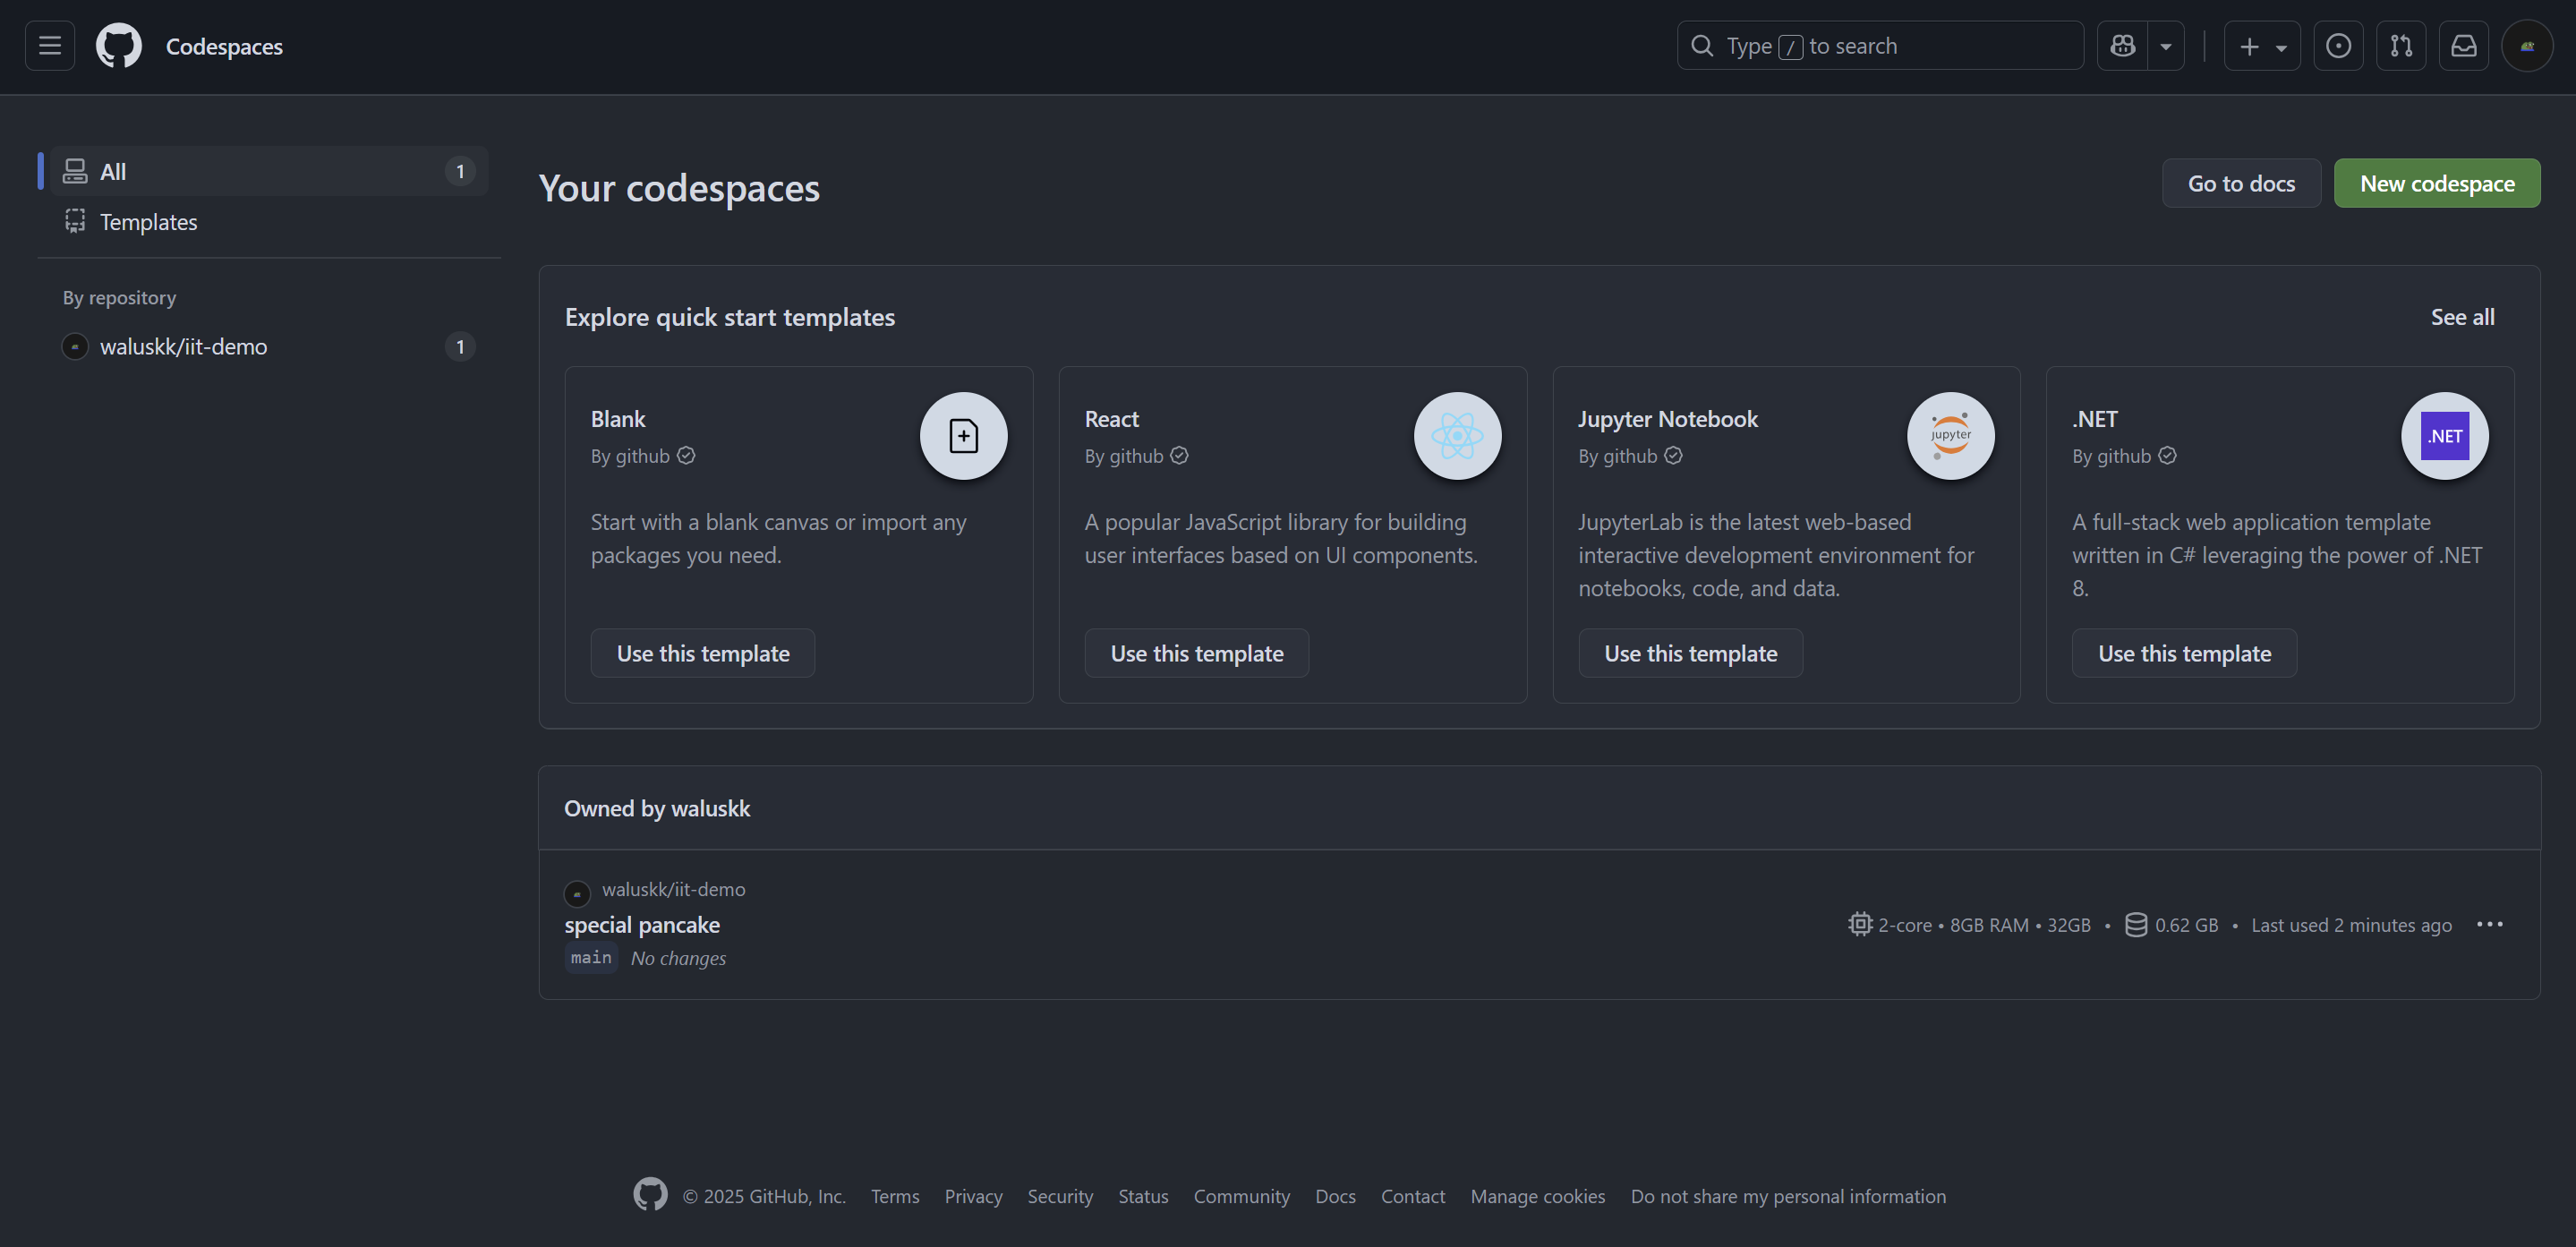 Codespaces
Type / to search
All 1
Templates
By repository
waluskk/iit-demo 1
Your codespaces
Go to docs
New codespace
Explore quick start templates
See all
Blank
By github
Start with a blank canvas or import any
packages you need.
Use this template
React
By github
A popular JavaScript library for building
user interfaces based on UI components.
Use this template
Jupyter Notebook
By github
jupyter
JupyterLab is the latest web-based
interactive development environment for
notebooks, code, and data.
Use this template
.NET
By github
.NET
A full-stack web application template
written in C# leveraging the power of .NET
8.
Use this template
Owned by waluskk
waluskk/iit-demo
special pancake
main No changes
2-core • 8GB RAM • 32GB • 0.62 GB • Last used 2 minutes ago
© 2025 GitHub, Inc. Terms Privacy Security Status Community Docs Contact Manage cookies Do not share my personal information